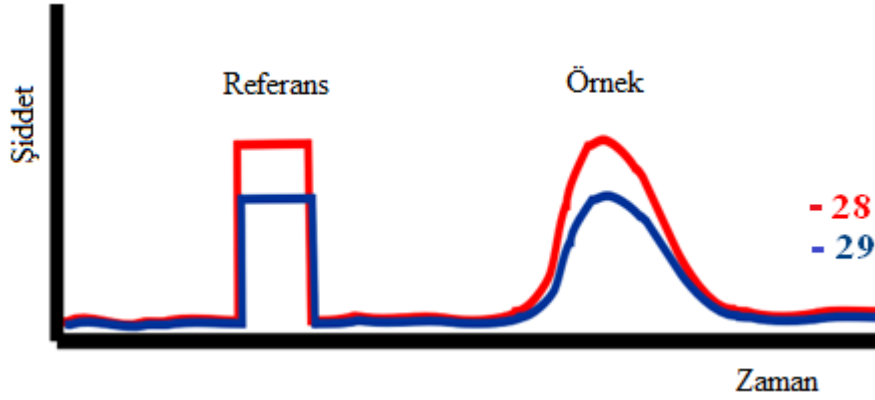 Referans
Örnek
Şiddet
- 28
- 29
Zaman